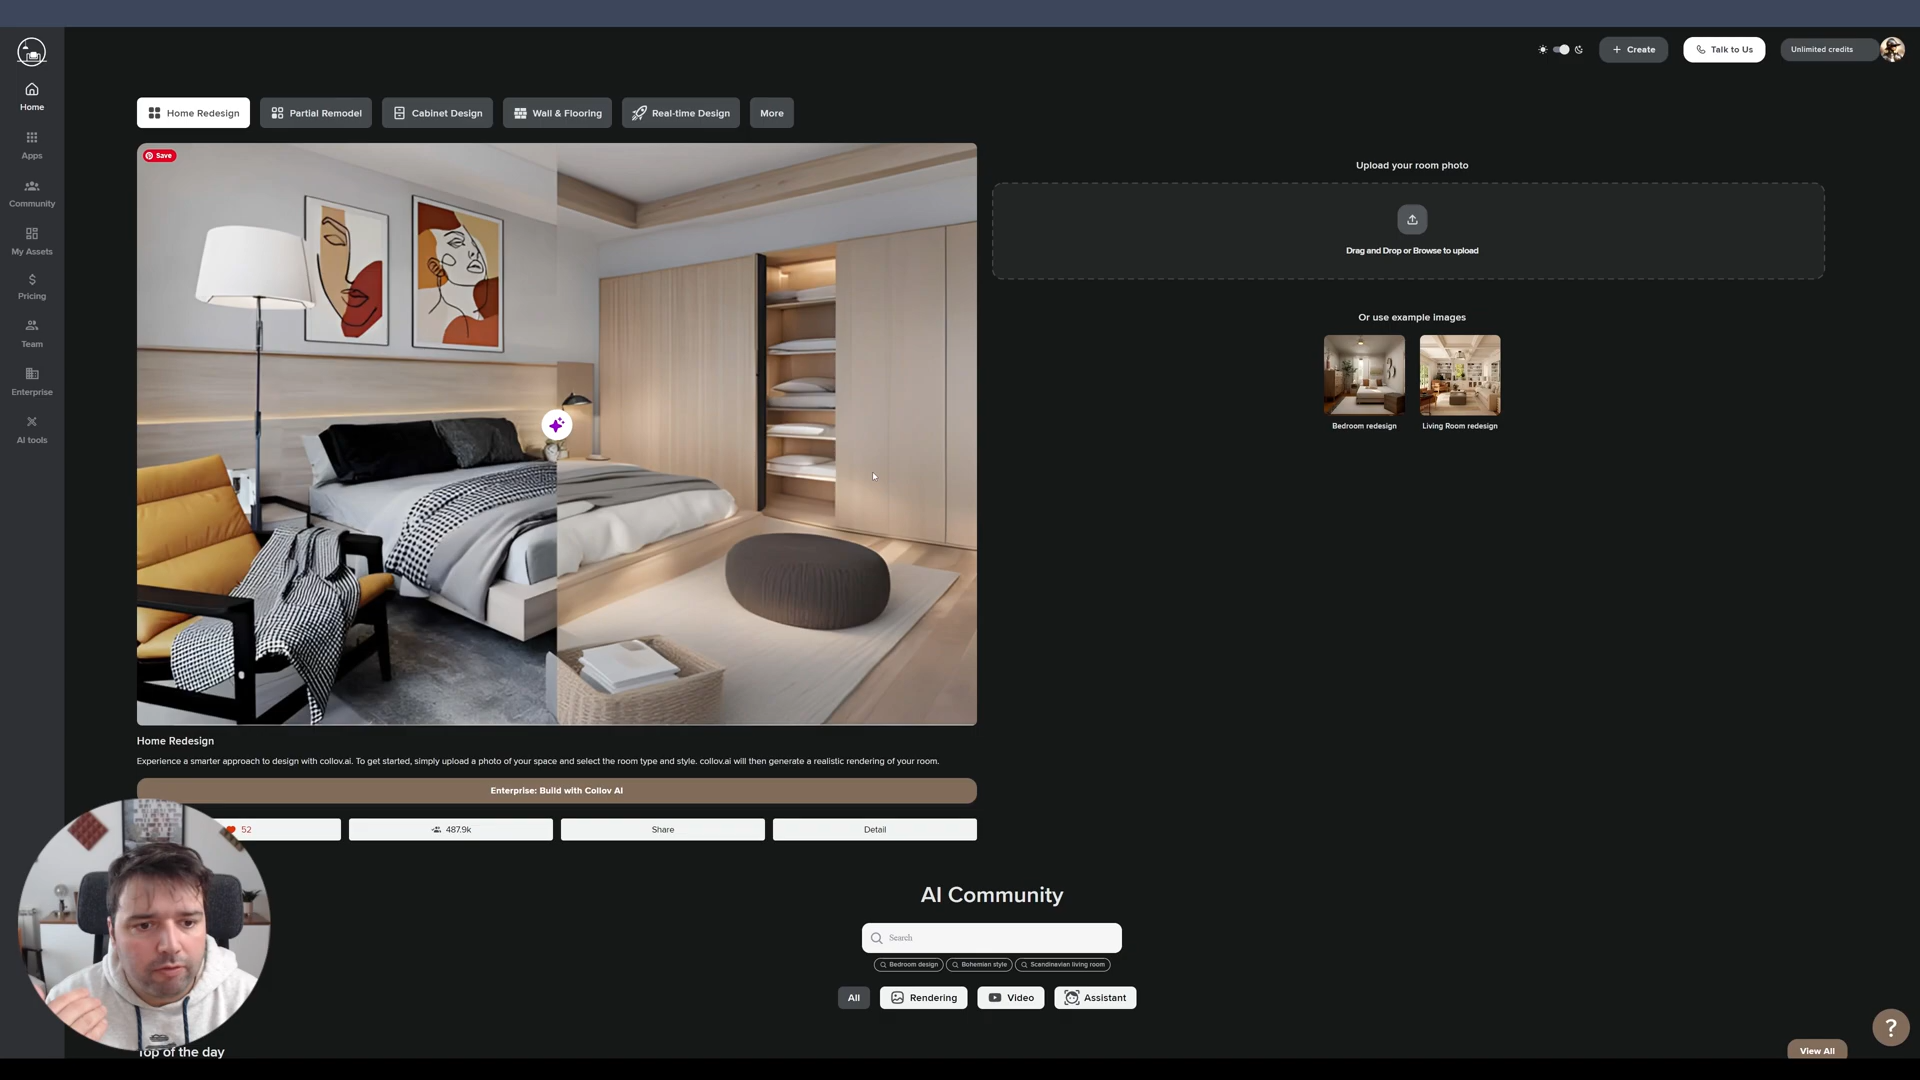 Create
Talk to Us
Unlimited credits
Home
Apps
Community
My Assets
Pricing
Team
Enterprise
AI tools
Home Redesign
Partial Remodel
Cabinet Design
Wall & Flooring
Real-time Design
More
Save
Upload your room photo
Drag and Drop or Browse to upload
Or use example images
Bedroom redesign
Living Room redesign
Home Redesign
Experience a smarter approach to design with collov.ai. To get started, simply upload a photo of your space and select the room type and style. collov.ai will then generate a realistic rendering of your room.
Enterprise: Build with Collov AI
52
487.9k
Share
Detail
AI Community
Search
Bedroom design
Bohemian style
Scandinavian living room
All
Rendering
Video
Assistant
Top of the day
View All
?